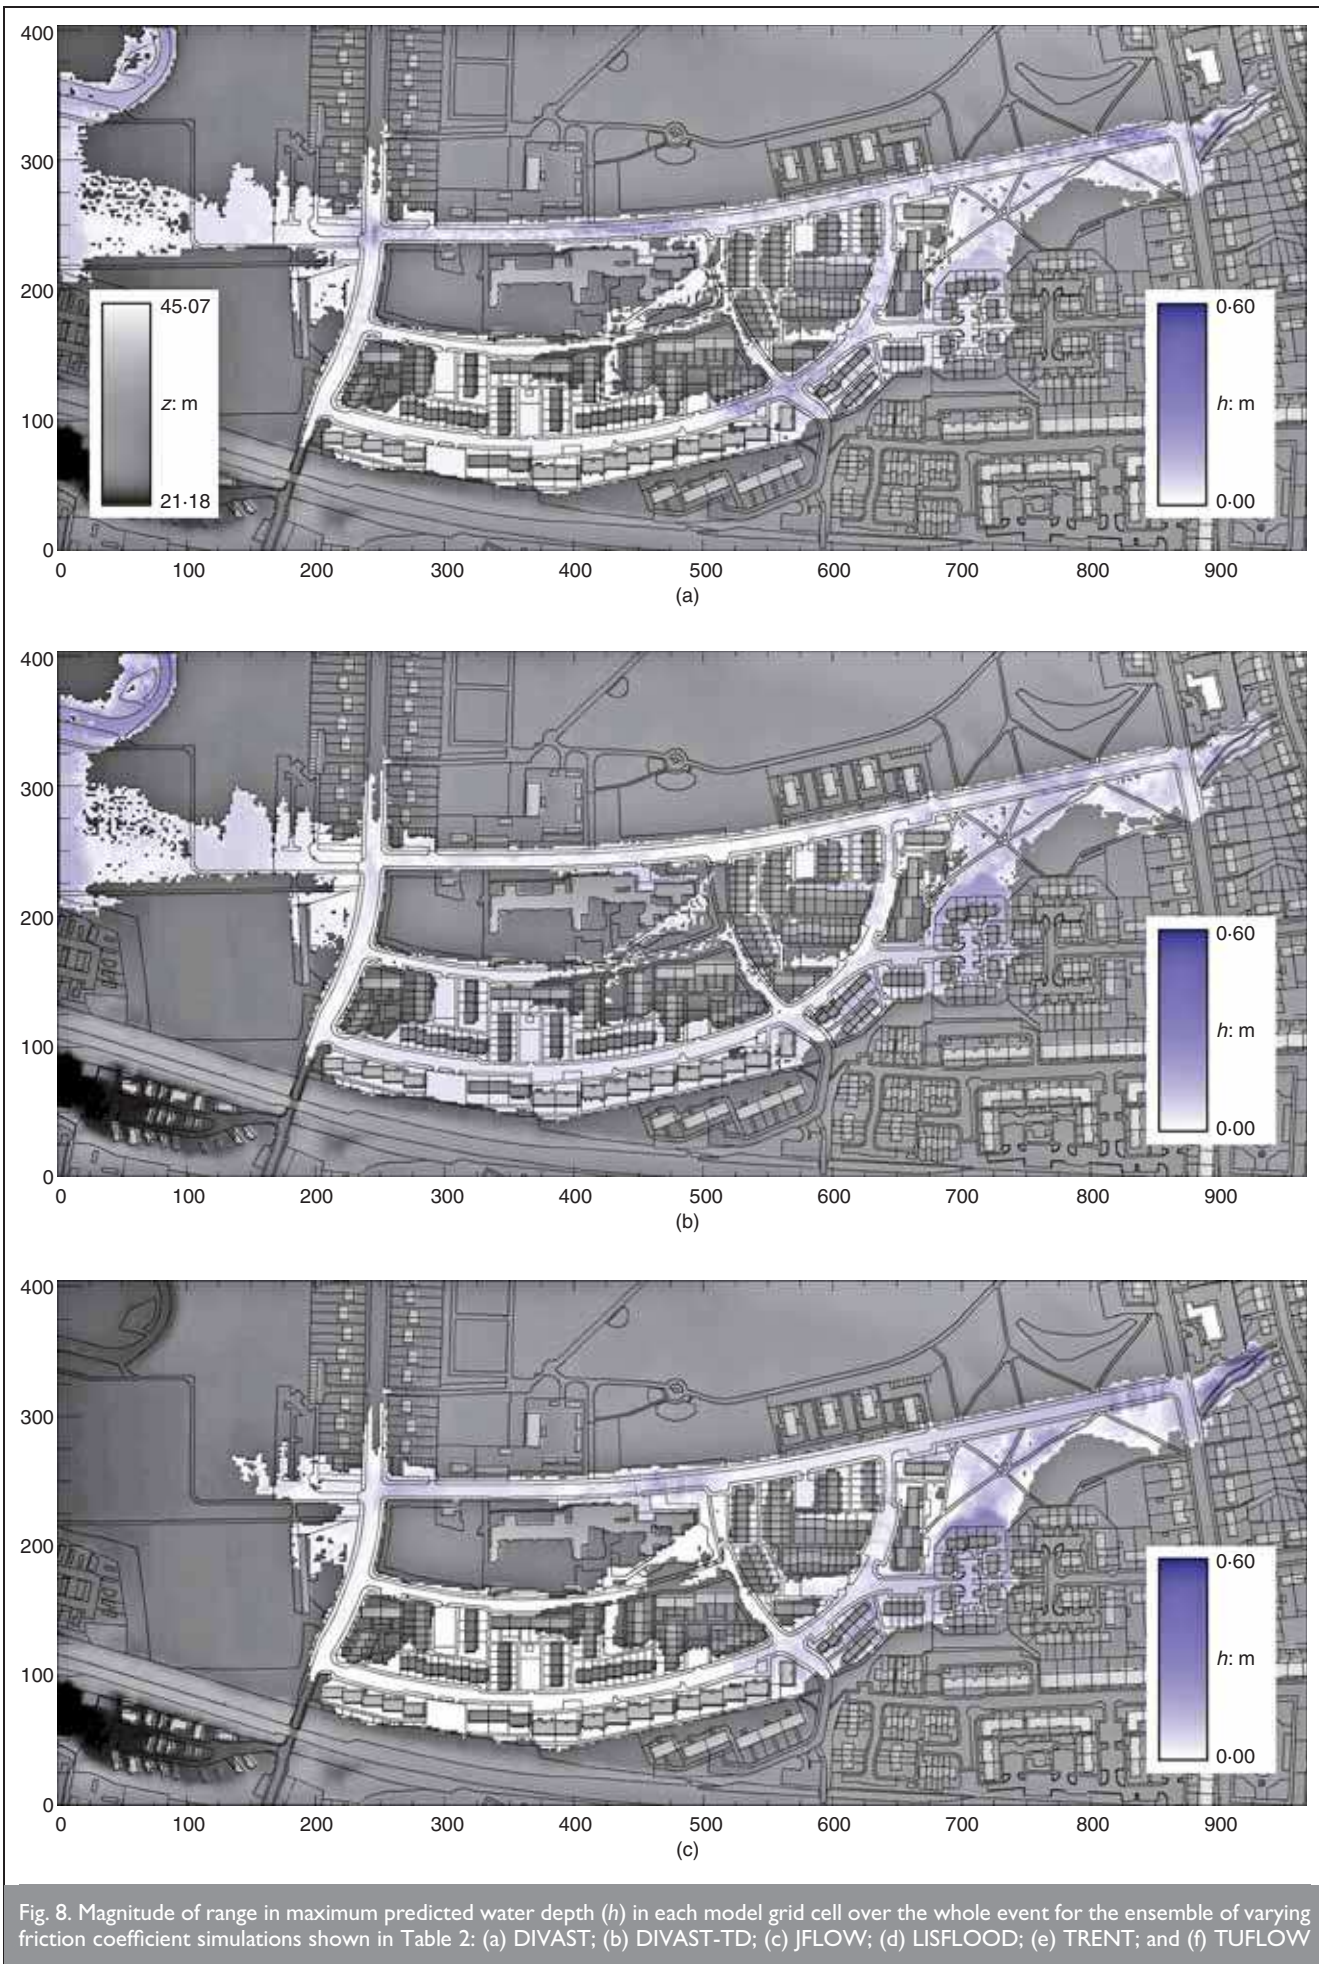 400
300
200
100
0
45·07
z: m
21·18
0·60
h: m
0·00
0 100 200 300 400 500 600 700 800 900
(a)
400
300
200
100
0
0·60
h: m
0·00
0 100 200 300 400 500 600 700 800 900
(b)
400
300
200
100
0
0·60
h: m
0·00
0 100 200 300 400 500 600 700 800 900
(c)
Fig. 8. Magnitude of range in maximum predicted water depth (h) in each model grid cell over the whole event for the ensemble of varying
friction coefficient simulations shown in Table 2: (a) DIVAST; (b) DIVAST-TD; (c) JFLOW; (d) LISFLOOD; (e) TRENT; and (f) TUFLOW